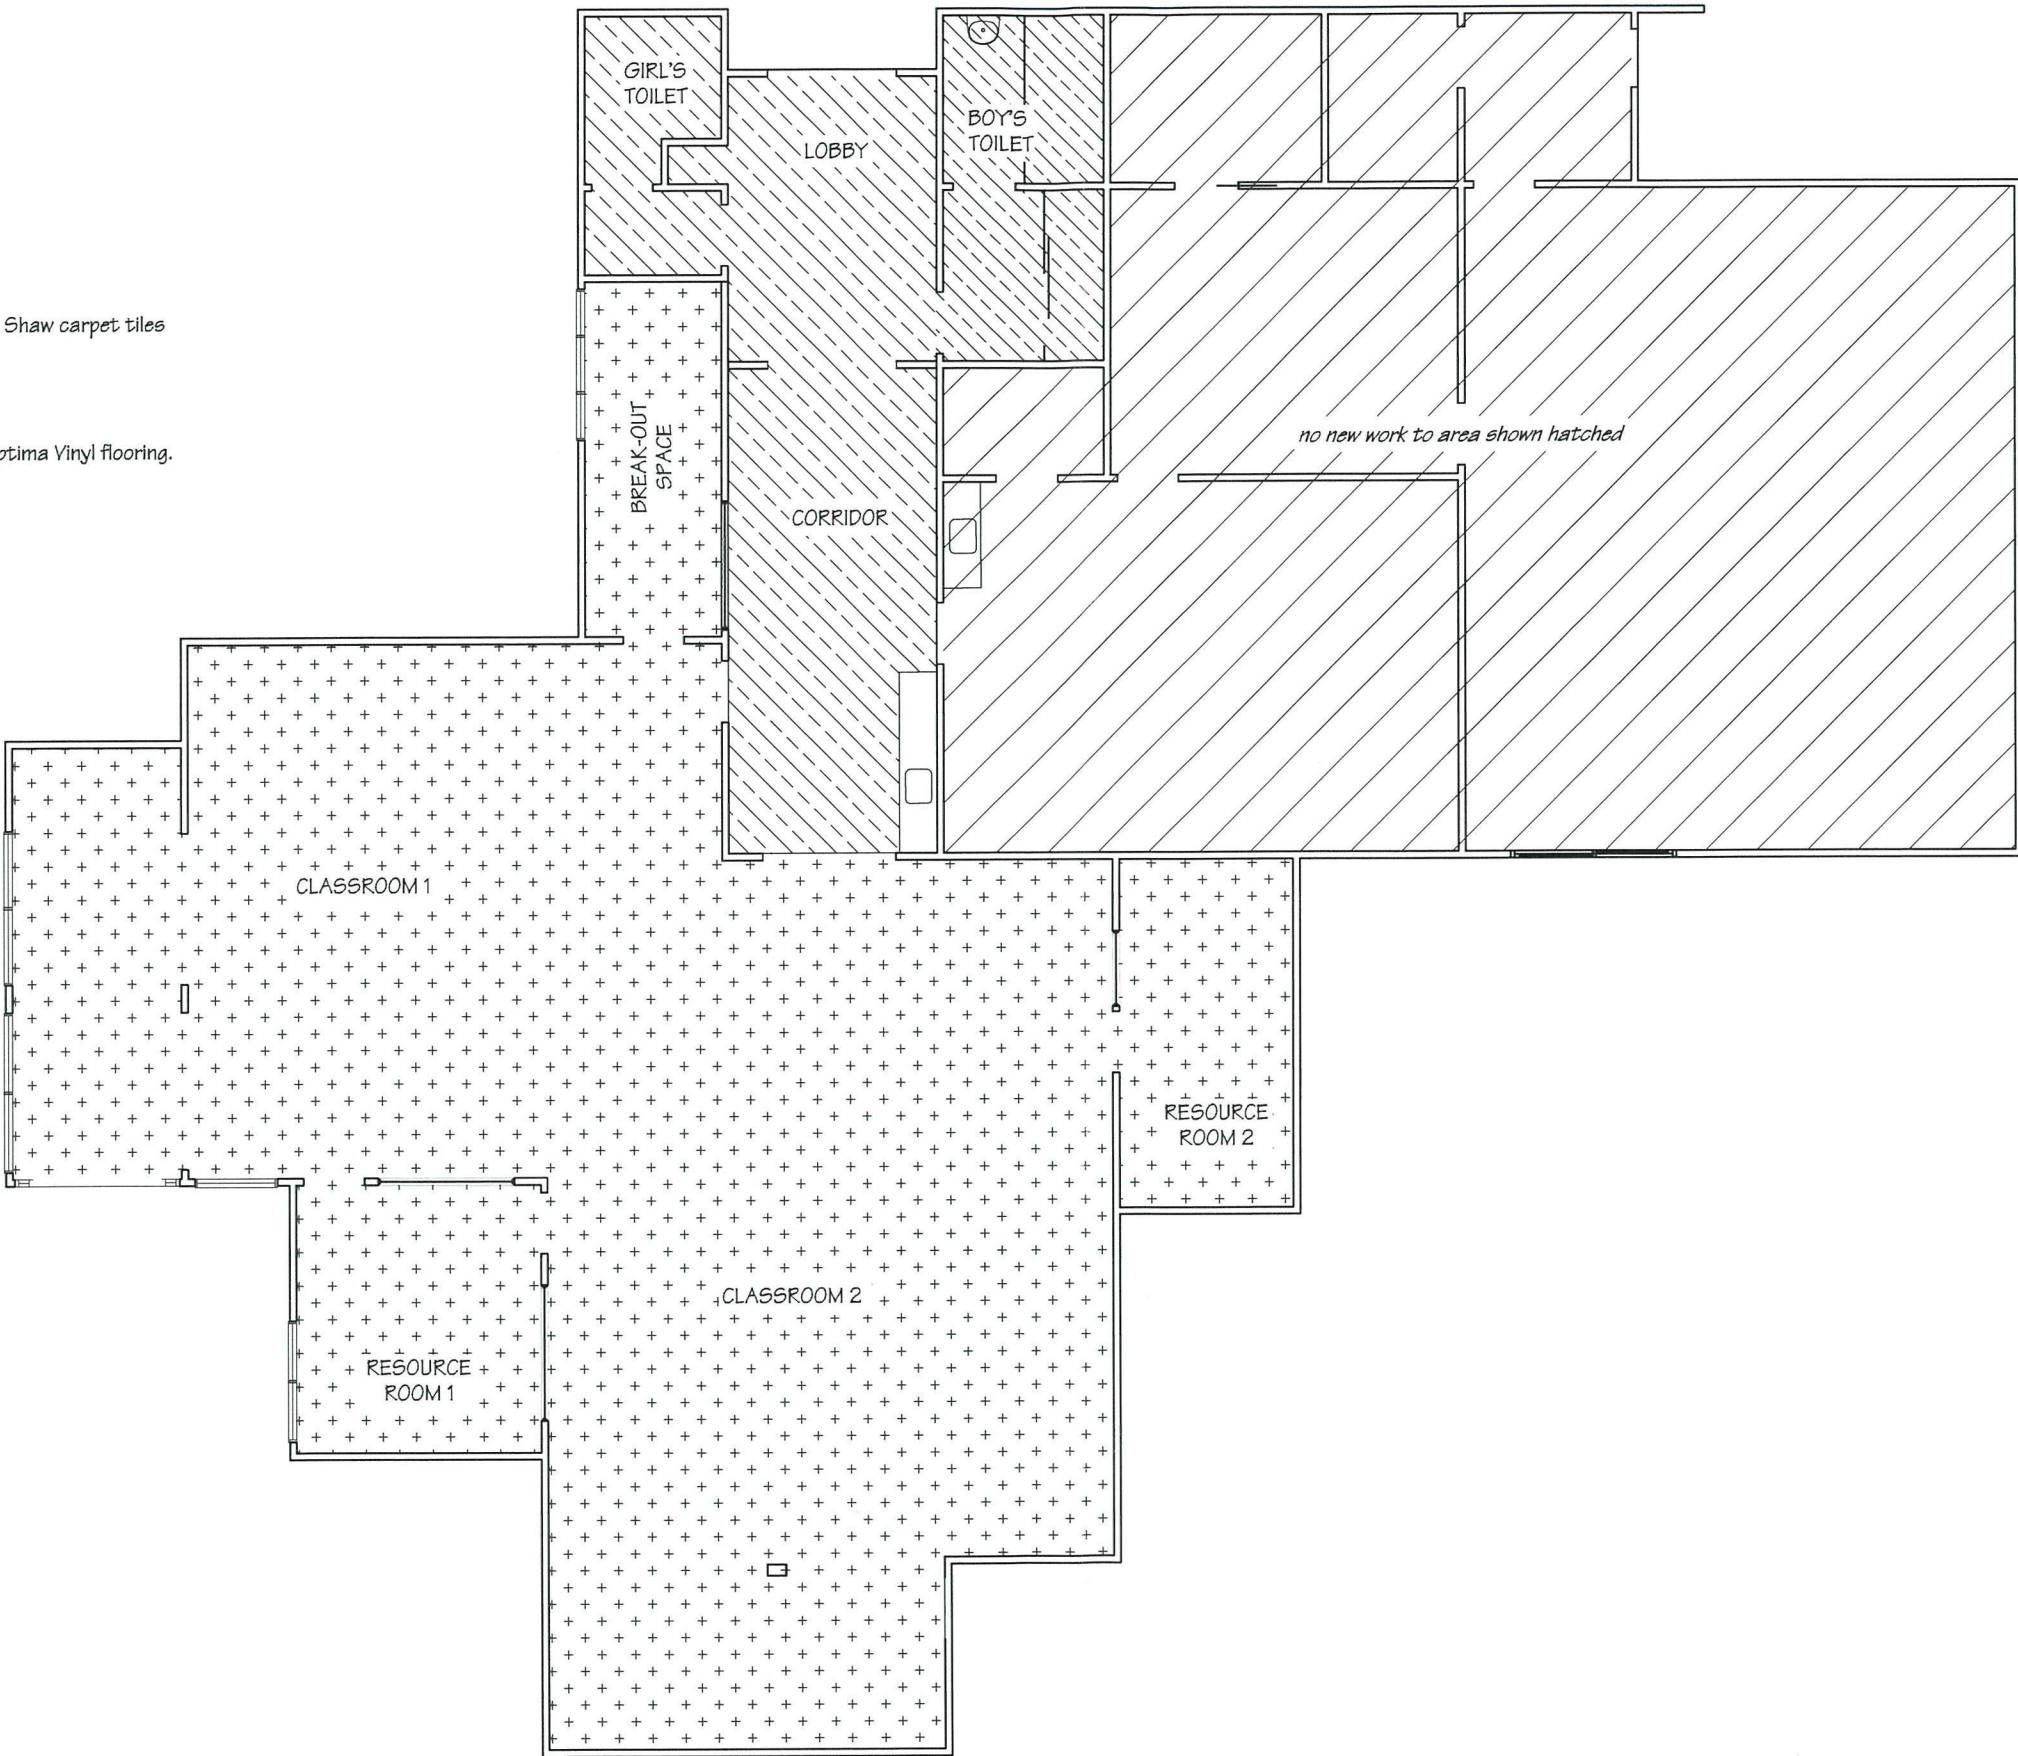 GIRL'S
TOILET
LOBBY
BOY'S
TOILET
Shaw carpet tiles
Vinyl flooring.
BREAK-OUT
SPACE
no new work to area shown hatched
CORRIDOR
CLASSROOM 1
RESOURCE
ROOM 2
CLASSROOM 2
RESOURCE
ROOM 1